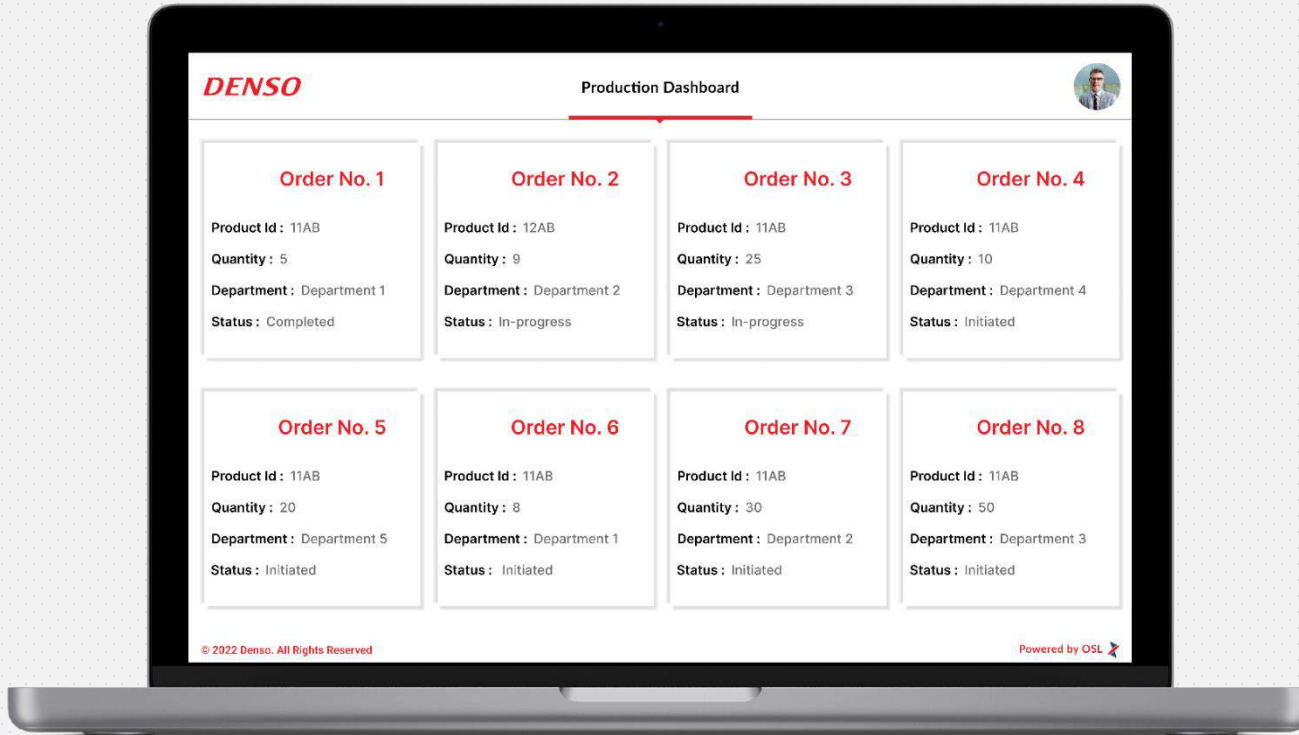 DENSO
Production Dashboard
Order No. 1
Product Id : 11AB
Quantity : 5
Department : Department 1
Status : Completed
Order No. 2
Product Id : 12AB
Quantity : 9
Department : Department 2
Status : In-progress
Order No. 3
Product Id : 11AB
Quantity : 25
Department : Department 3
Status : In-progress
Order No. 4
Product Id : 11AB
Quantity : 10
Department : Department 4
Status : Initiated
Order No. 5
Product Id : 11AB
Quantity : 20
Department : Department 5
Status : Initiated
Order No. 6
Product Id : 11AB
Quantity : 8
Department : Department 1
Status : Initiated
Order No. 7
Product Id : 11AB
Quantity : 30
Department : Department 2
Status : Initiated
Order No. 8
Product Id : 11AB
Quantity : 50
Department : Department 3
Status : Initiated
© 2022 Denso. All Rights Reserved
Powered by OSL